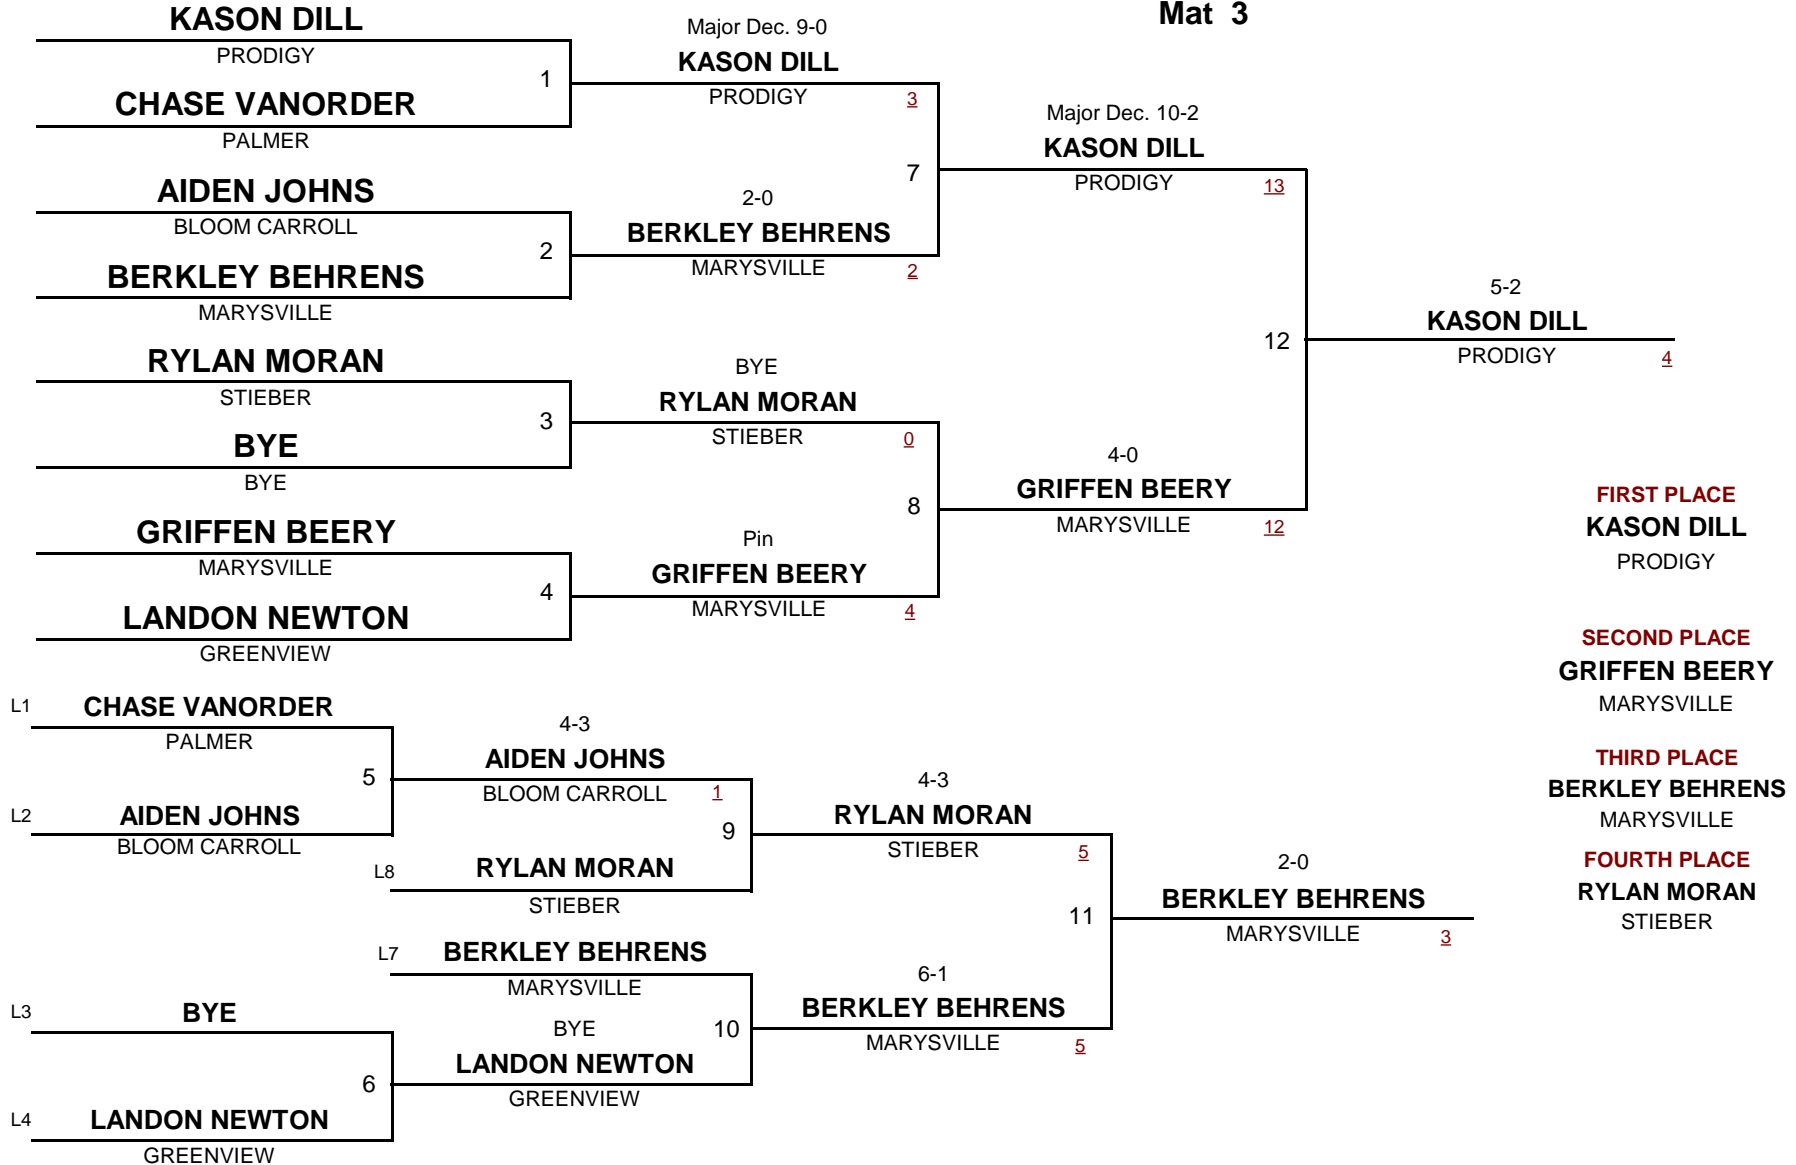 Mat 3
KASON DILL
PRODIGY
1
CHASE VANORDER
PALMER
AIDEN JOHNS
BLOOM CARROLL
2
BERKLEY BEHRENS
MARYSVILLE
RYLAN MORAN
STIEBER
3
BYE
BYE
GRIFFEN BEERY
MARYSVILLE
4
LANDON NEWTON
GREENVIEW
Major Dec. 9-0
KASON DILL
PRODIGY 3
7
2-0
BERKLEY BEHRENS
MARYSVILLE 2
BYE
RYLAN MORAN
STIEBER 0
8
Pin
GRIFFEN BEERY
MARYSVILLE 4
Major Dec. 10-2
KASON DILL
PRODIGY 13
12
4-0
GRIFFEN BEERY
MARYSVILLE 12
5-2
KASON DILL
PRODIGY 4
FIRST PLACE
KASON DILL
PRODIGY
SECOND PLACE
GRIFFEN BEERY
MARYSVILLE
THIRD PLACE
BERKLEY BEHRENS
MARYSVILLE
FOURTH PLACE
RYLAN MORAN
STIEBER
L1 CHASE VANORDER
PALMER
5
L2 AIDEN JOHNS
BLOOM CARROLL
L3 BYE
6
L4 LANDON NEWTON
GREENVIEW
4-3
AIDEN JOHNS
BLOOM CARROLL 1
9
L8 RYLAN MORAN
STIEBER
L7 BERKLEY BEHRENS
MARYSVILLE
BYE 10
LANDON NEWTON
GREENVIEW
4-3
RYLAN MORAN
STIEBER 5
11
6-1
BERKLEY BEHRENS
MARYSVILLE 5
2-0
BERKLEY BEHRENS
MARYSVILLE 3